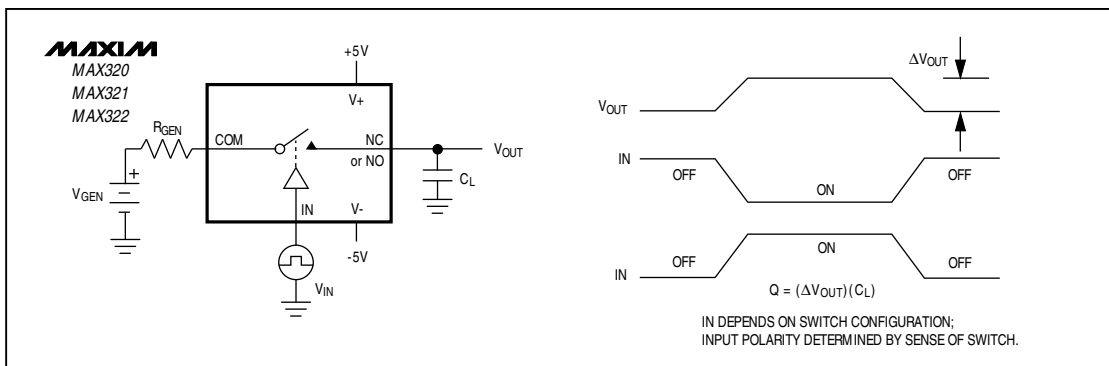 MAXIM
MAX320
MAX321
MAX322
+5V
V+
RGEN
COM
NC
or NO
VOUT
CL
+
VGEN
IN
V-
-5V
VIN
ΔVOUT
VOUT
IN
OFF
ON
OFF
IN
OFF
ON
OFF
Q = (ΔVOUT)(CL)
IN DEPENDS ON SWITCH CONFIGURATION;
INPUT POLARITY DETERMINED BY SENSE OF SWITCH.